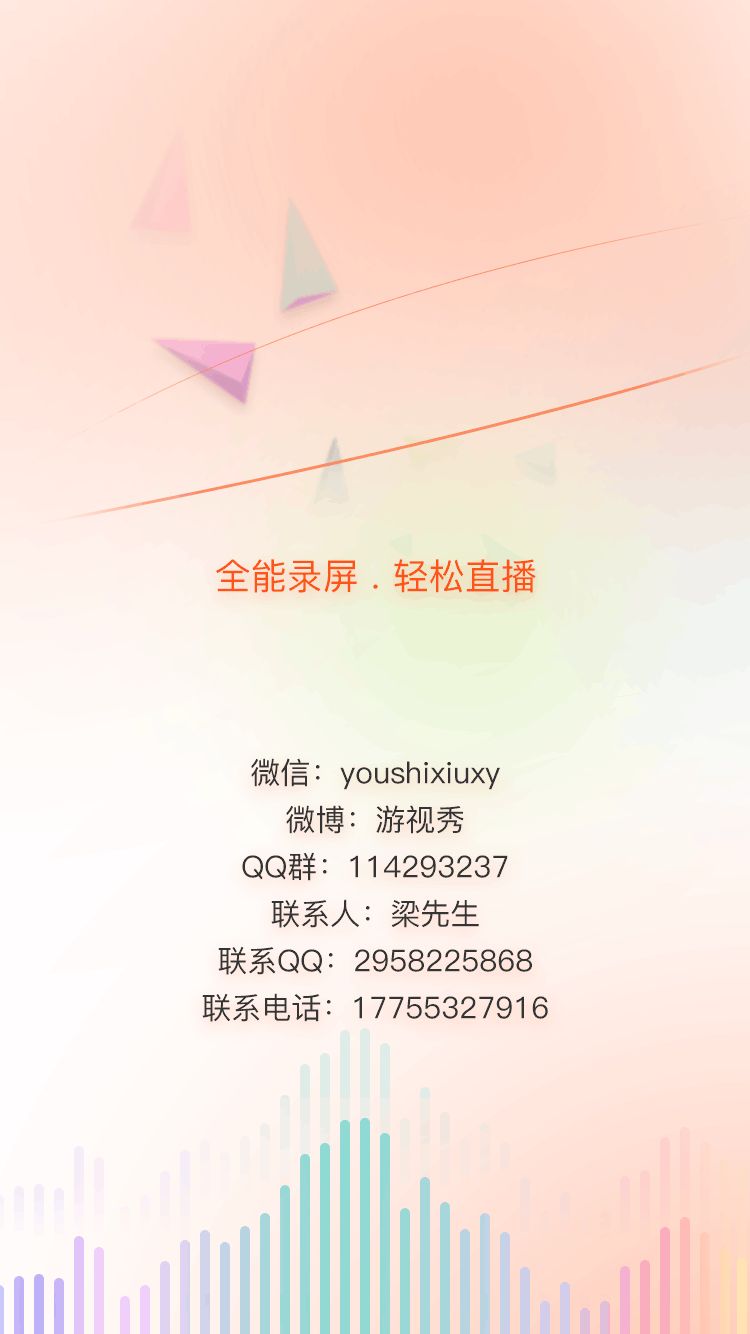 全能录屏 . 轻松直播
微信：youshixiuxy
微博：游视秀
QQ群：114293237
联系人：梁先生
联系QQ：2958225868
联系电话：17755327916